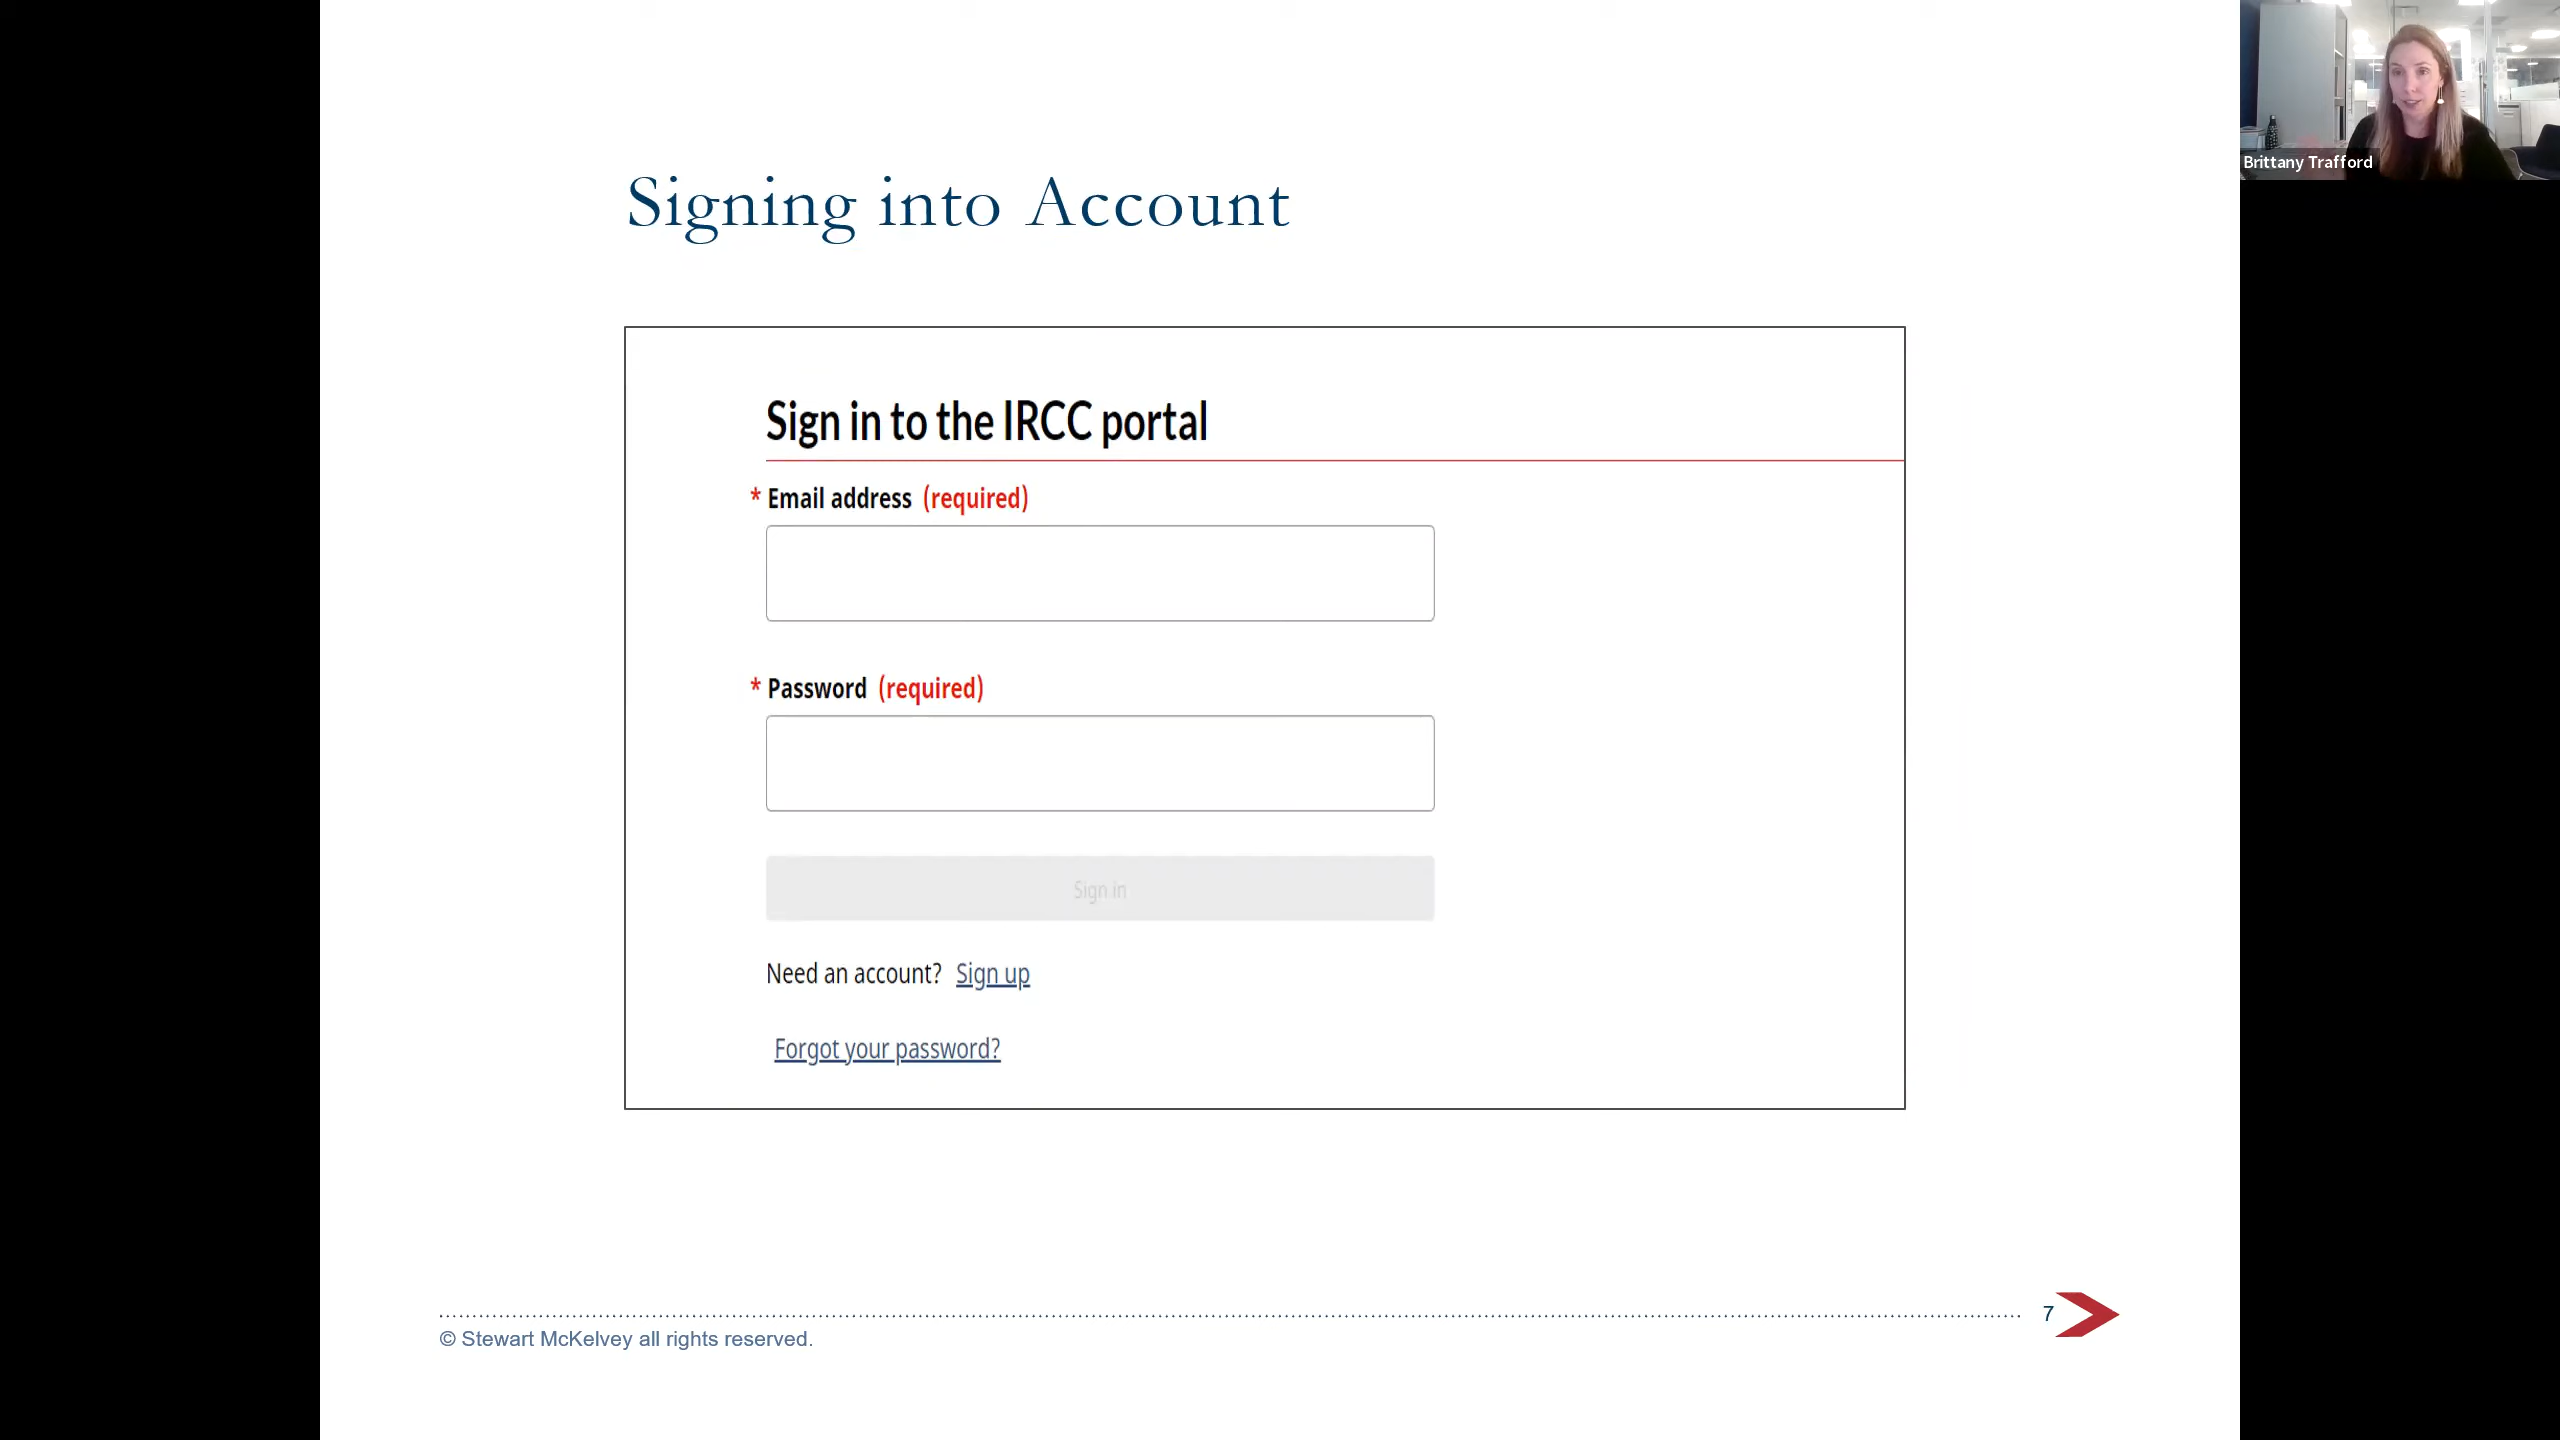 Brittany Trafford
Signing into Account
Sign in to the IRCC portal
* Email address (required)
* Password (required)
Sign in
Need an account? Sign up
Forgot your password?
7
© Stewart McKelvey all rights reserved.